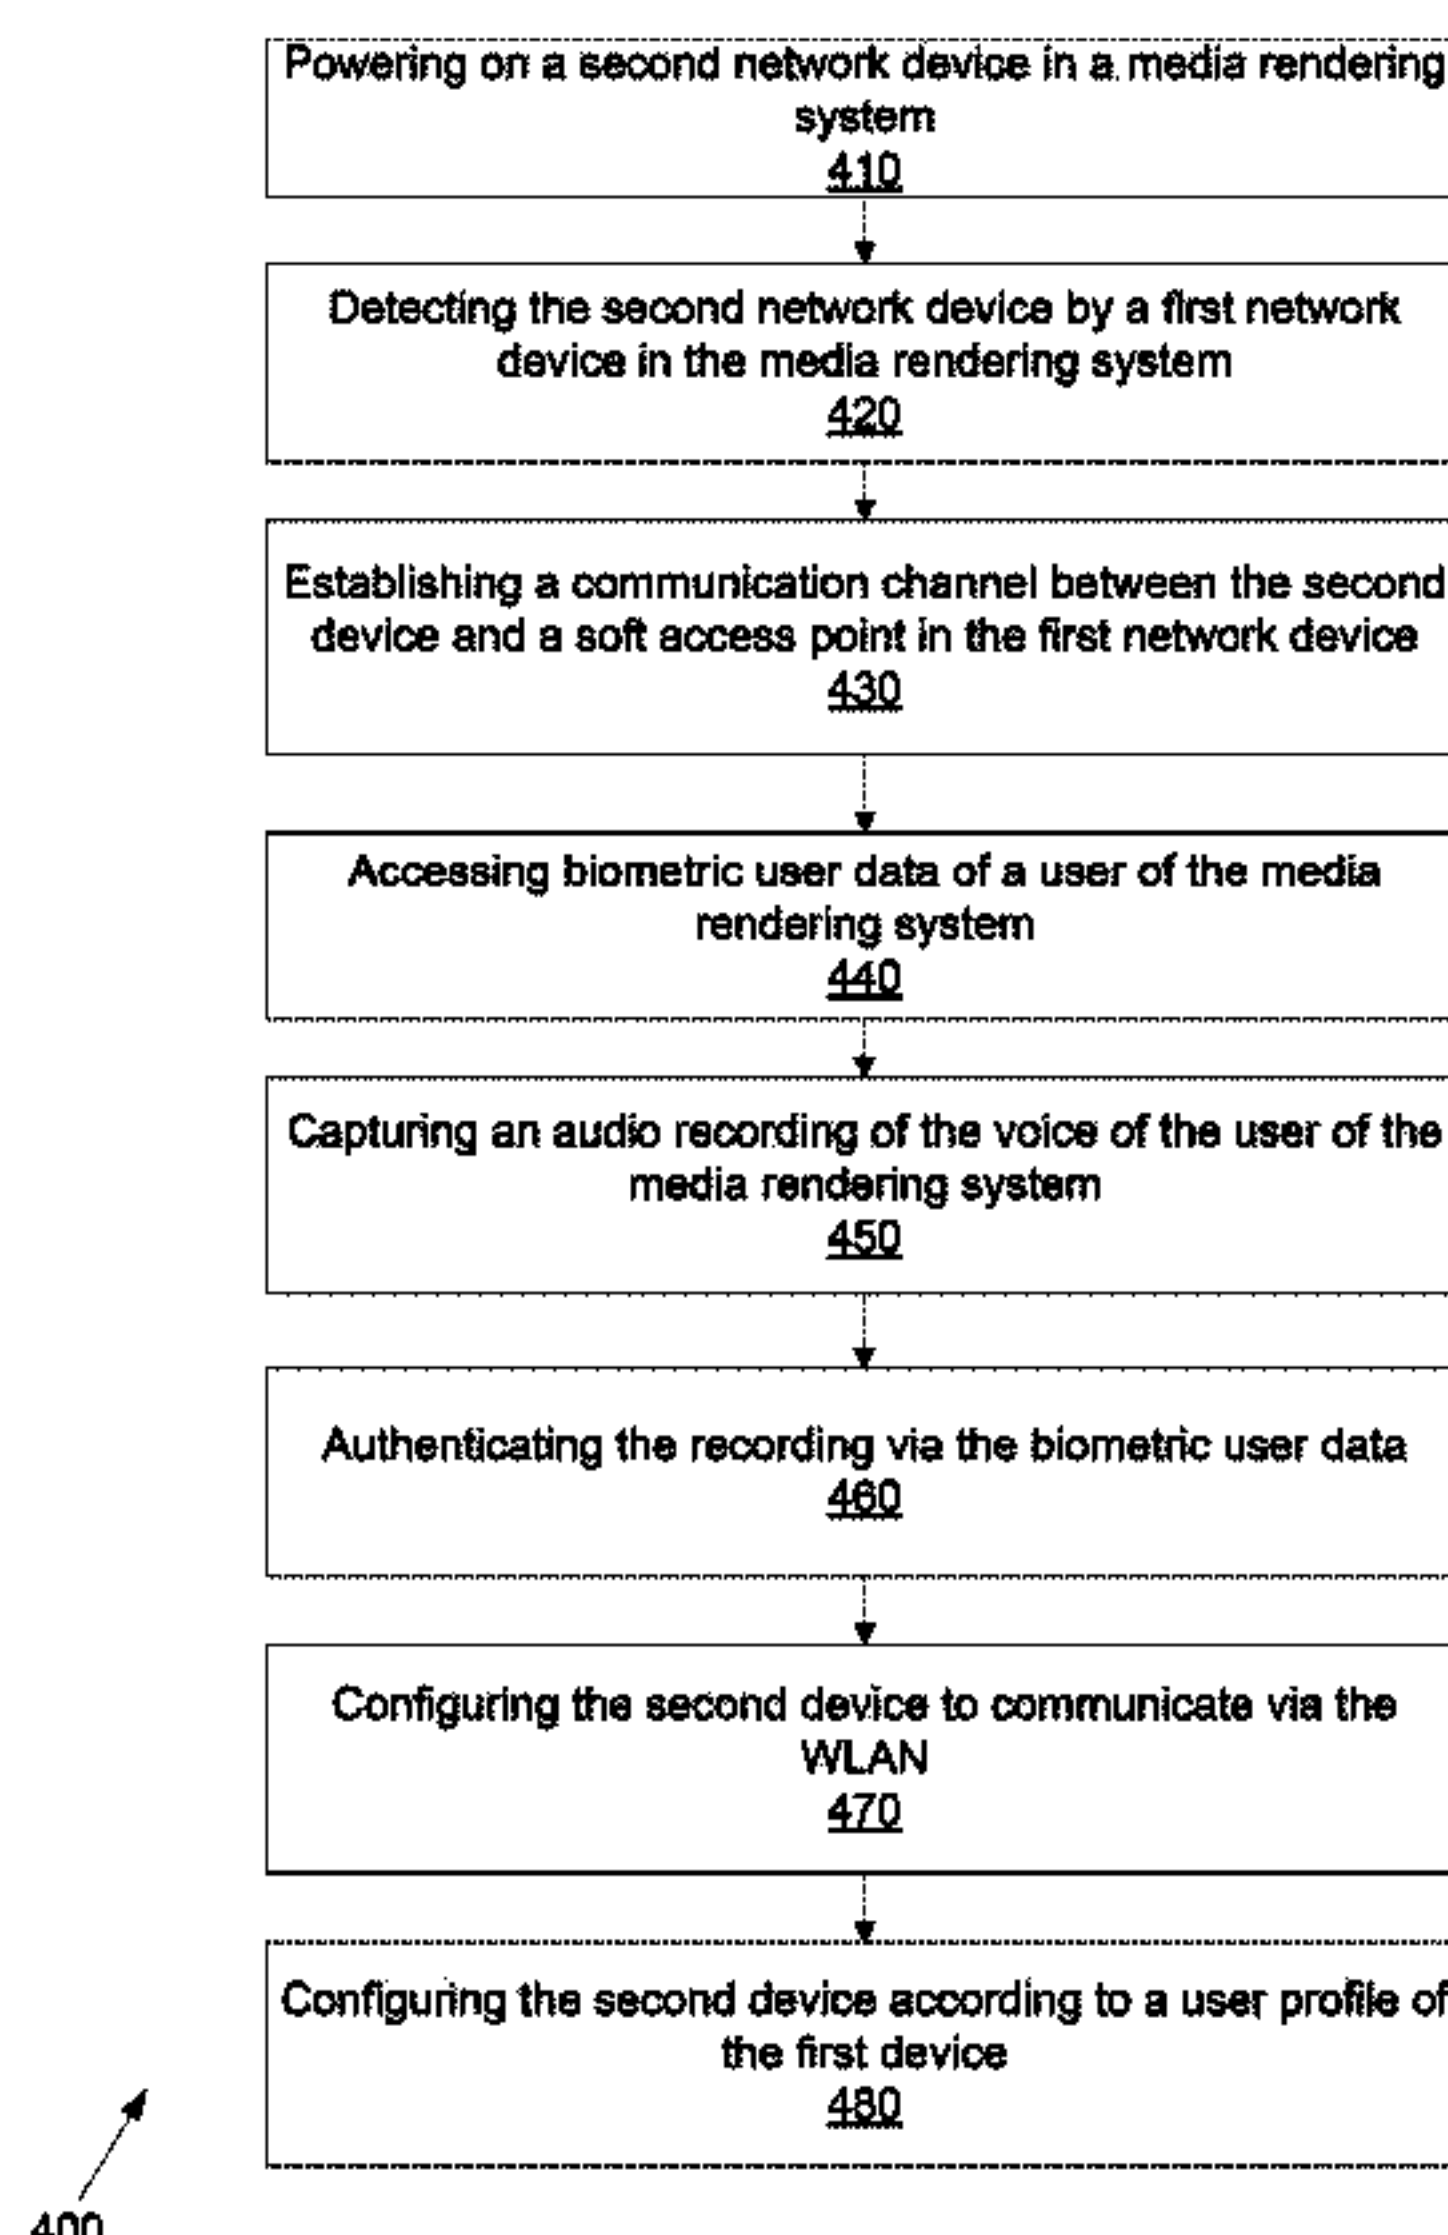 Powering on a second network device in a media rendering
system
410
Detecting the second network device by a first network
device in the media rendering system
420
Establishing a communication channel between the second
device and a soft access point in the first network device
430
Accessing biometric user data of a user of the media
rendering system
440
Capturing an audio recording of the voice of the user of the
media rendering system
450
Authenticating the recording via the biometric user data
460
Configuring the second device to communicate via the
WLAN
470
Configuring the second device according to a user profile of
the first device
480
400